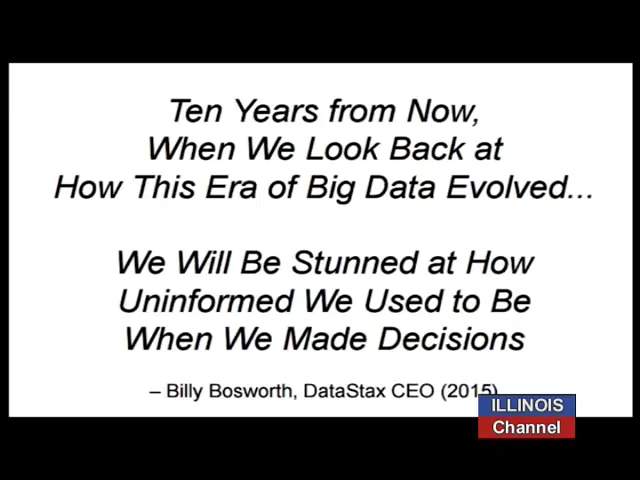 Ten Years from Now,
When We Look Back at
How This Era of Big Data Evolved...
We Will Be Stunned at How
Uninformed We Used to Be
When We Made Decisions
– Billy Bosworth, DataStax CEO (2015)
ILLINOIS
Channel